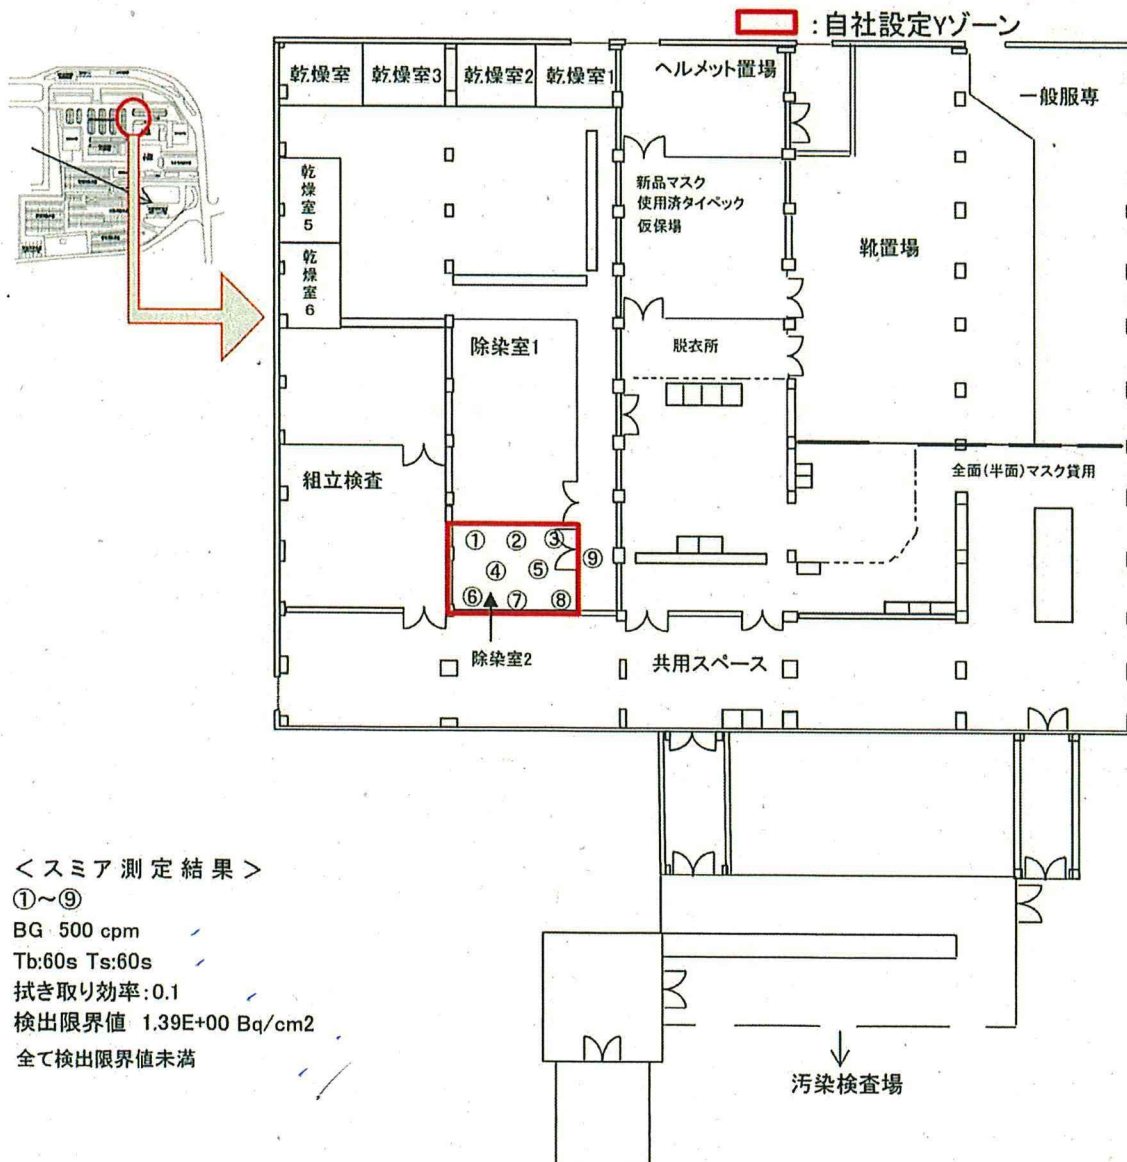 ：自社設定Yゾーン
乾燥室
乾燥室3
乾燥室2
乾燥室1
ヘルメット置場
一般服専
乾燥室5
新品マスク
使用済タイベック
仮保場
靴置場
乾燥室6
除染室1
脱衣所
組立検査
全面(半面)マスク貸用
①
②
③
⑨
④
⑤
⑥
⑦
⑧
除染室2
共用スペース
＜スミア測定結果＞
①～⑨
BG 500 cpm
Tb:60s Ts:60s
拭き取り効率:0.1
検出限界値 1.39E+00 Bq/cm2
全て検出限界値未満
汚染検査場